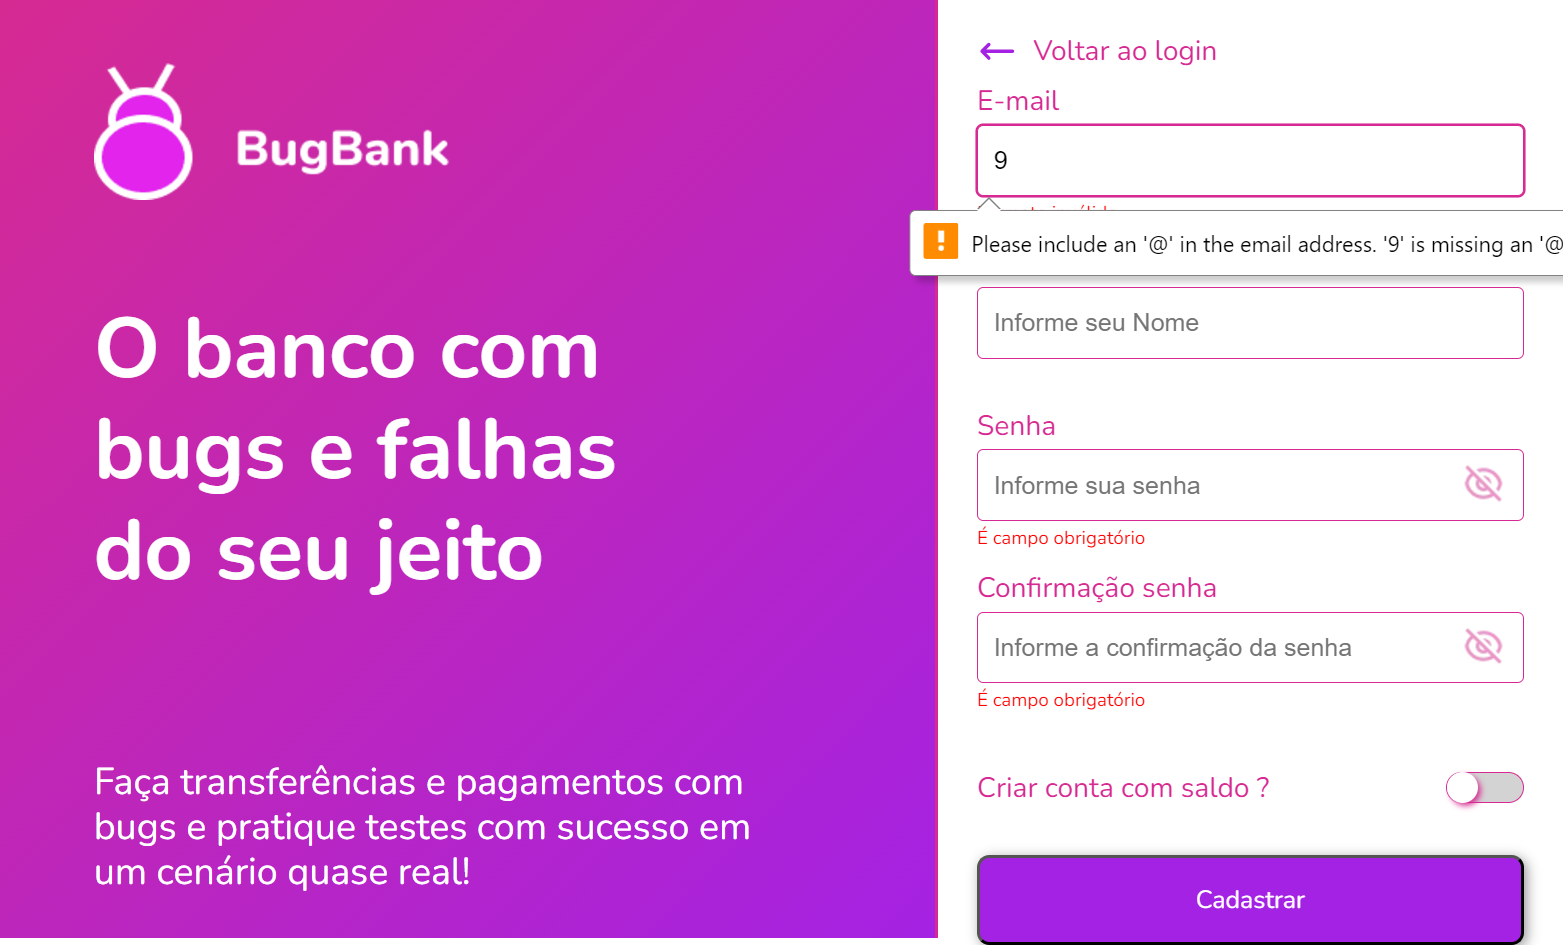 BugBank
O banco com
bugs e falhas
do seu jeito
Faça transferências e pagamentos com
bugs e pratique testes com sucesso em
um cenário quase real!
Voltar ao login
E-mail
9
Please include an '@' in the email address. '9' is missing an '@
Informe seu Nome
Senha
Informe sua senha
É campo obrigatório
Confirmação senha
Informe a confirmação da senha
É campo obrigatório
Criar conta com saldo ?
Cadastrar